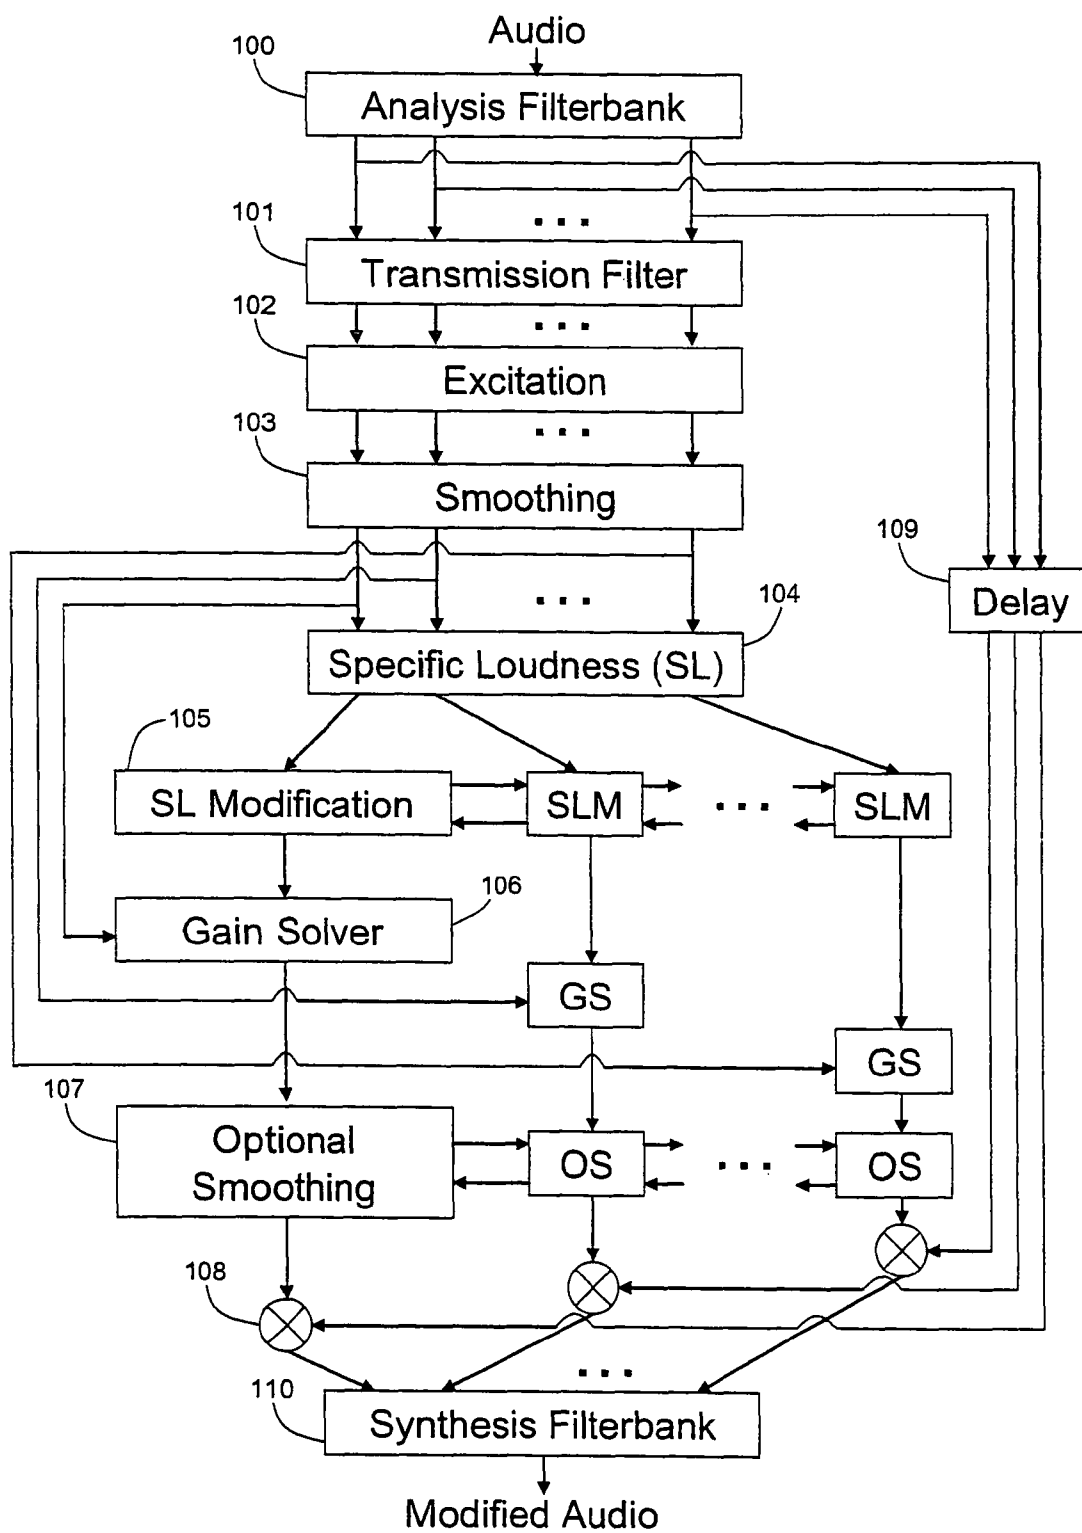 Audio
100
Analysis Filterbank
101
Transmission Filter
102
Excitation
103
Smoothing
109
Delay
104
Specific Loudness (SL)
105
SL Modification
SLM
SLM
106
Gain Solver
GS
GS
107
Optional
Smoothing
OS
OS
108
110
Synthesis Filterbank
Modified Audio